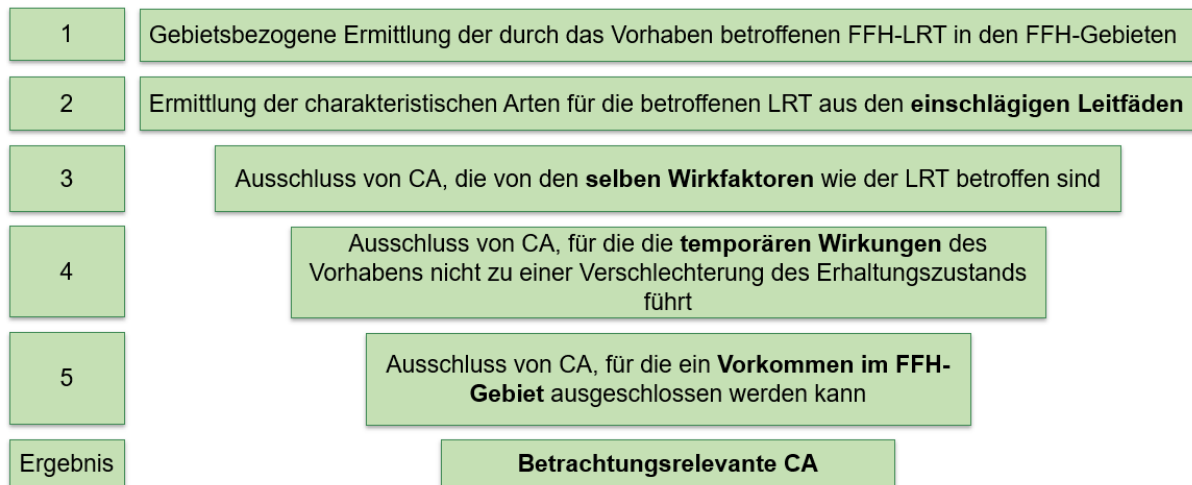 1
Gebietsbezogene Ermittlung der durch das Vorhaben betroffenen FFH-LRT in den FFH-Gebieten
2
Ermittlung der charakteristischen Arten für die betroffenen LRT aus den einschlägigen Leitfäden
3
Ausschluss von CA, die von den selben Wirkfaktoren wie der LRT betroffen sind
4
Ausschluss von CA, für die die temporären Wirkungen des
Vorhabens nicht zu einer Verschlechterung des Erhaltungszustands
führt
5
Ausschluss von CA, für die ein Vorkommen im FFH-
Gebiet ausgeschlossen werden kann
Ergebnis
Betrachtungsrelevante CA